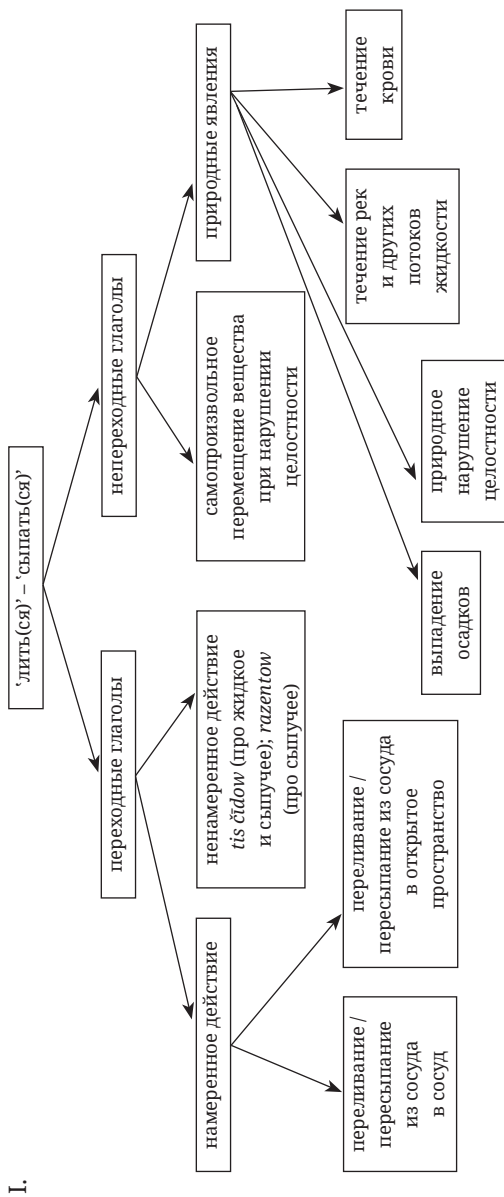 I.
‘лить(ся)’ – ‘сыпать(ся)’
переходные глаголы
непереходные глаголы
намеренное действие
ненамеренное действие
tis čīdow (про жидкое
и сыпучее); razentow
(про сыпучее)
самопроизвольное
перемещение вещества
при нарушении
целостности
природные явления
переливание /
пересыпание
из сосуда
в сосуд
переливание /
пересыпание из сосуда
в открытое
пространство
выпадение
осадков
природное
нарушение
целостности
течение рек
и других
потоков
жидкости
течение
крови